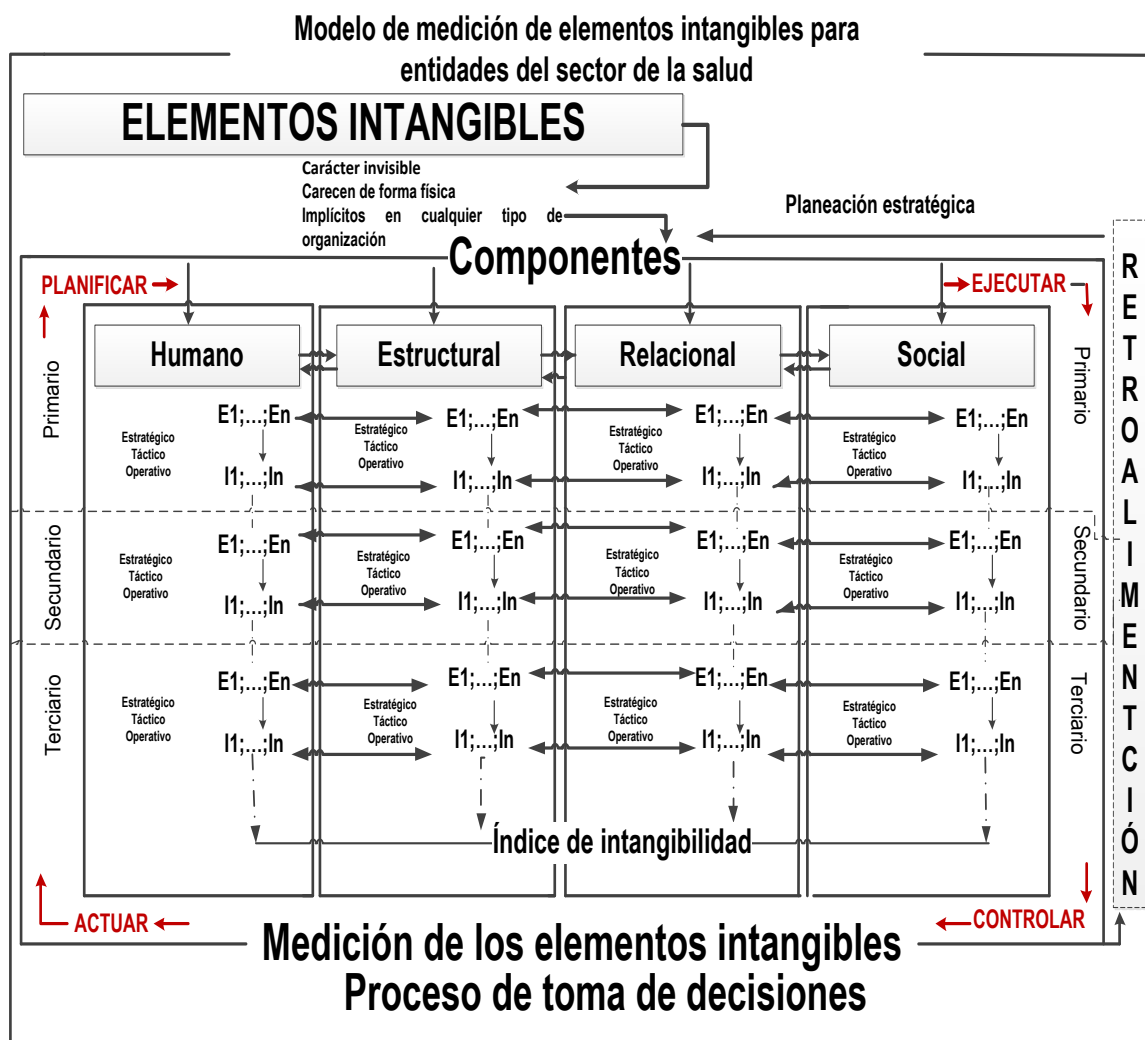 Modelo de medición de elementos intangibles para
entidades del sector de la salud
ELEMENTOS INTANGIBLES
Carácter invisible
Carecen de forma física
Implícitos en cualquier tipo de
organización
Planeación estratégica
Componentes
PLANIFICAR
EJECUTAR
Humano
Estructural
Relacional
Social
Primario
E1;...;En
E1;...;En
E1;...;En
E1;...;En
Estratégico
Táctico
Operativo
Estratégico
Táctico
Operativo
Estratégico
Táctico
Operativo
Estratégico
Táctico
Operativo
I1;...;In
I1;...;In
I1;...;In
I1;...;In
Primario
Secundario
E1;...;En
E1;...;En
E1;...;En
E1;...;En
Estratégico
Táctico
Operativo
Estratégico
Táctico
Operativo
Estratégico
Táctico
Operativo
Estratégico
Táctico
Operativo
I1;...;In
I1;...;In
I1;...;In
I1;...;In
Secundario
Terciario
E1;...;En
E1;...;En
E1;...;En
E1;...;En
Estratégico
Táctico
Operativo
Estratégico
Táctico
Operativo
Estratégico
Táctico
Operativo
Estratégico
Táctico
Operativo
I1;...;In
I1;...;In
I1;...;In
I1;...;In
Terciario
Índice de intangibilidad
ACTUAR
CONTROLAR
Medición de los elementos intangibles
Proceso de toma de decisiones
RETROALIMENTCIÓN